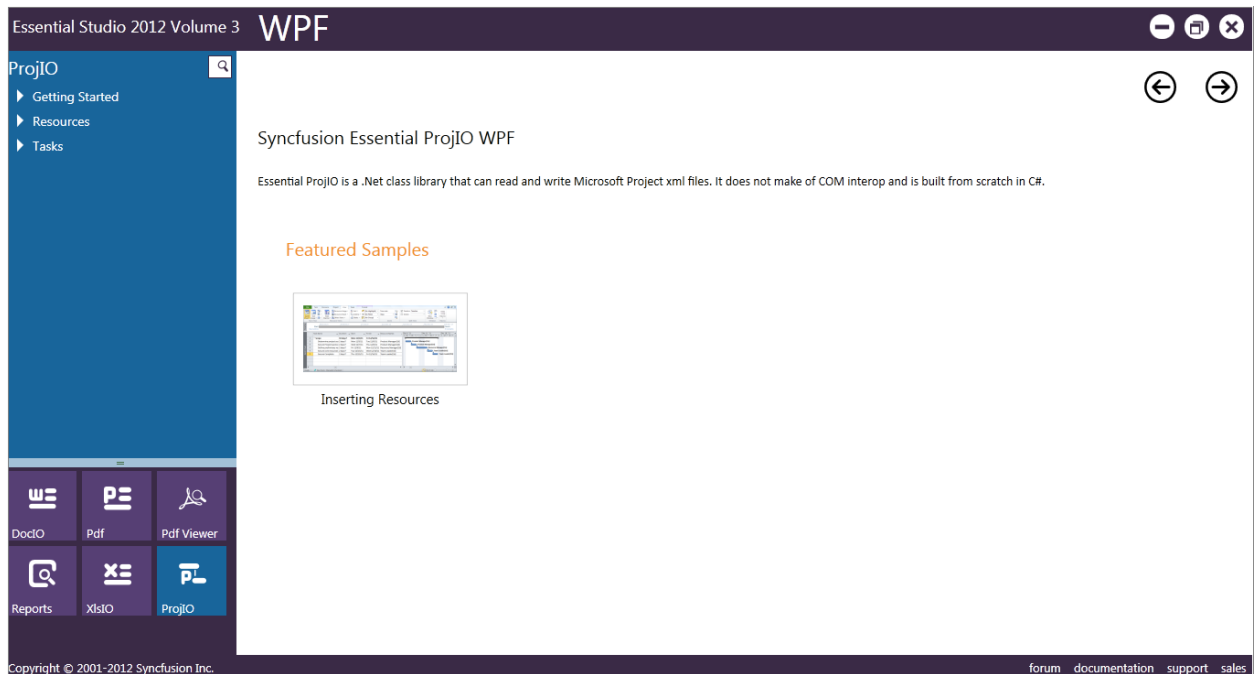 Essential Studio 2012 Volume 3 WPF
ProjIO
Getting Started
Resources
Tasks
Syncfusion Essential ProjIO WPF
Essential ProjIO is a .Net class library that can read and write Microsoft Project xml files. It does not make of COM interop and is built from scratch in C#.
Featured Samples
Inserting Resources
DocIO
Pdf
Pdf Viewer
Reports
XlsIO
ProjIO
Copyright © 2001-2012 Syncfusion Inc.
forum documentation support sales